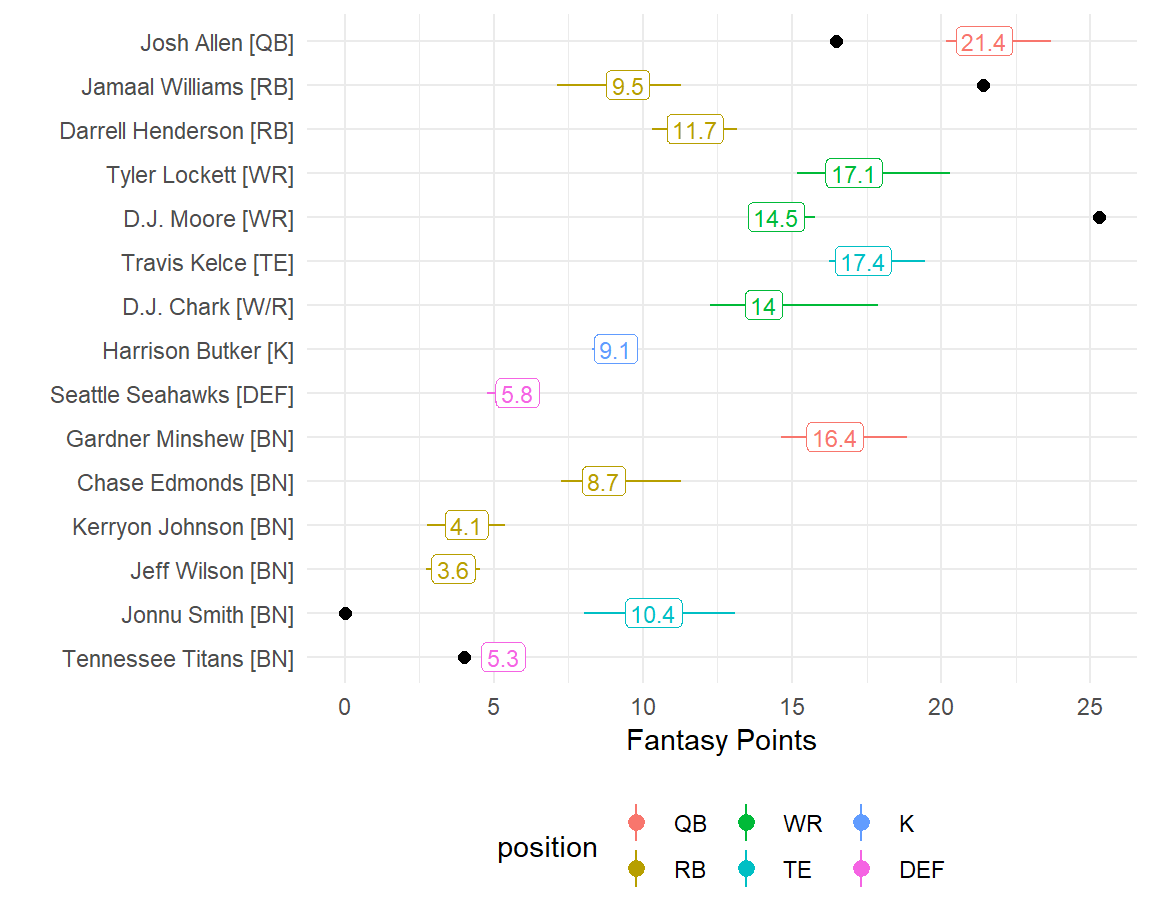 Josh Allen [QB] 21.4
Jamaal Williams [RB] 9.5
Darrell Henderson [RB] 11.7
Tyler Lockett [WR] 17.1
D.J. Moore [WR] 14.5
Travis Kelce [TE] 17.4
D.J. Chark [W/R] 14
Harrison Butker [K] 9.1
Seattle Seahawks [DEF] 5.8
Gardner Minshew [BN] 16.4
Chase Edmonds [BN] 8.7
Kerryon Johnson [BN] 4.1
Jeff Wilson [BN] 3.6
Jonnu Smith [BN] 10.4
Tennessee Titans [BN] 5.3
0 5 10 15 20 25
Fantasy Points
position
QB WR K
RB TE DEF